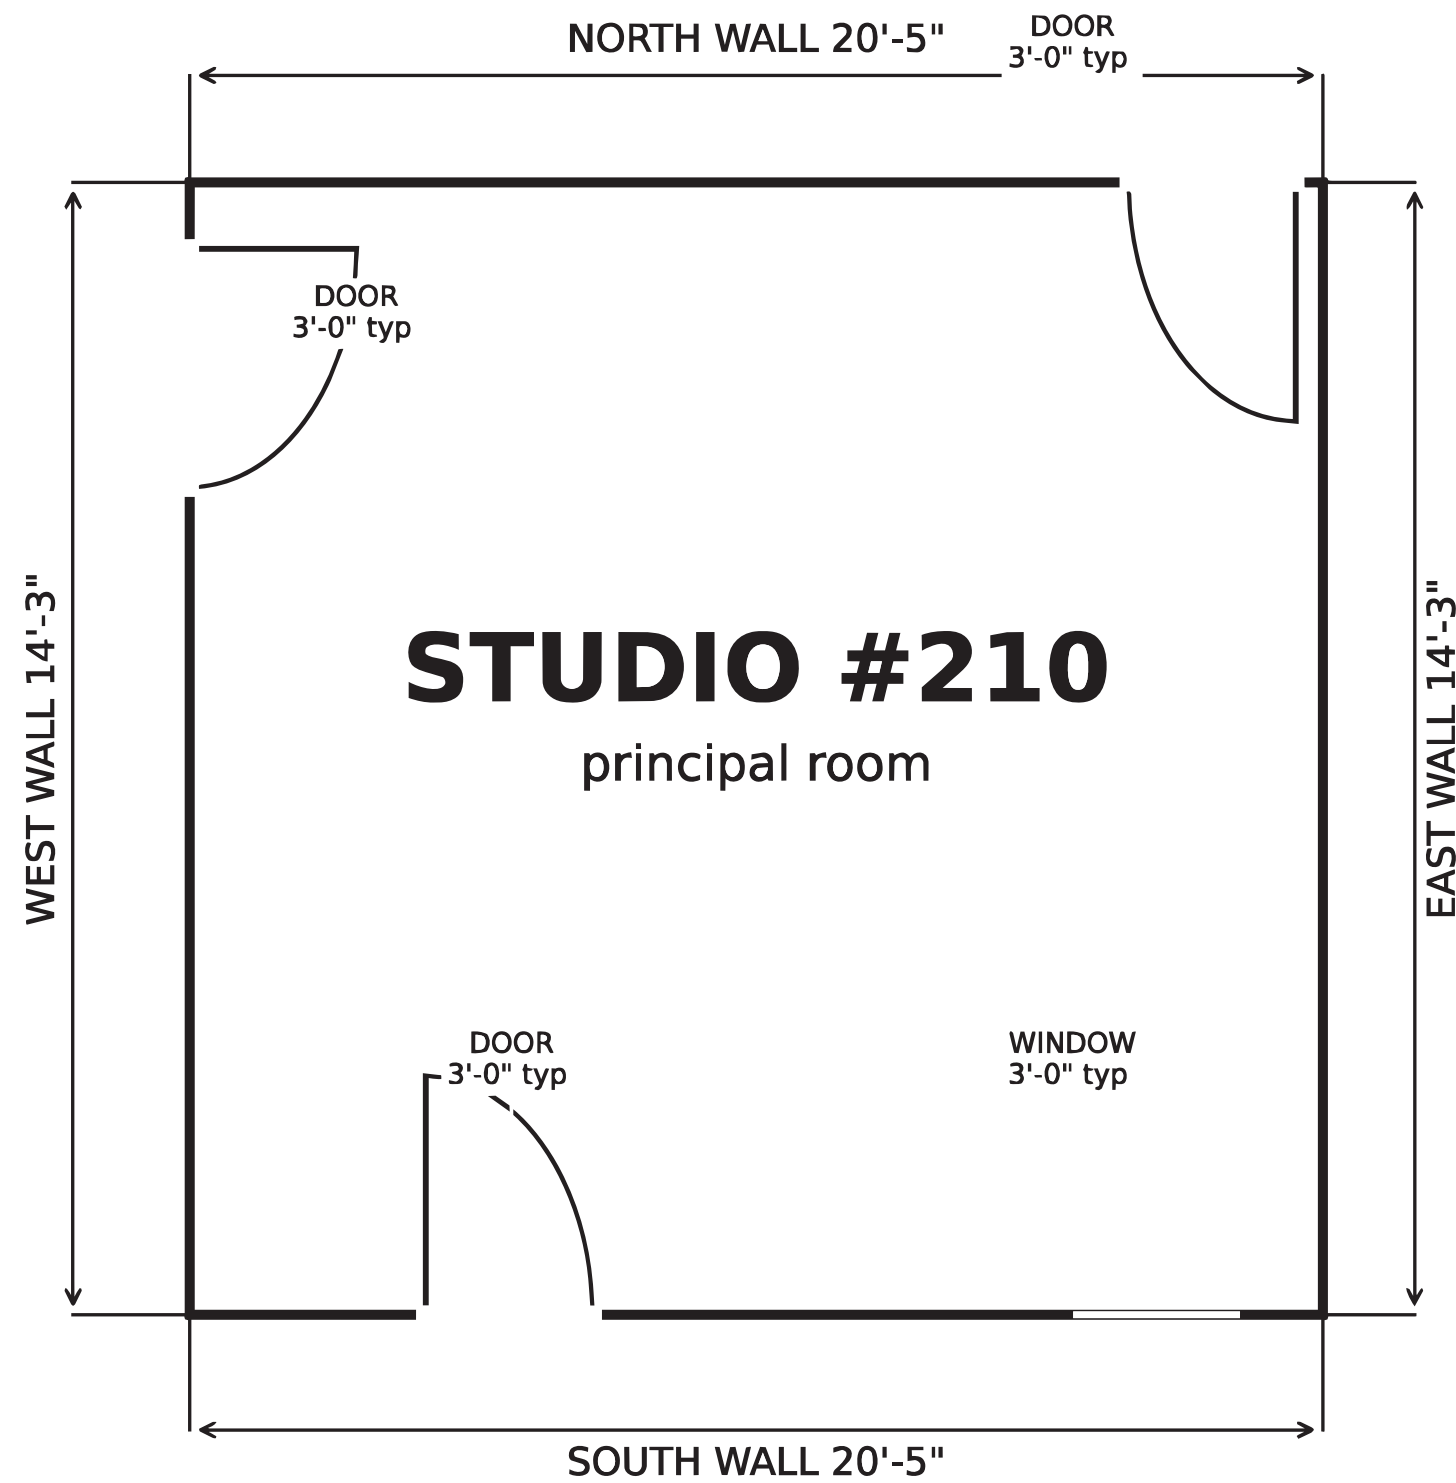 NORTH WALL 20'-5"
DOOR
3'-0" typ
DOOR
3'-0" typ
WEST WALL 14'-3"
EAST WALL 14'-3"
STUDIO #210
principal room
DOOR
3'-0" typ
WINDOW
3'-0" typ
SOUTH WALL 20'-5"